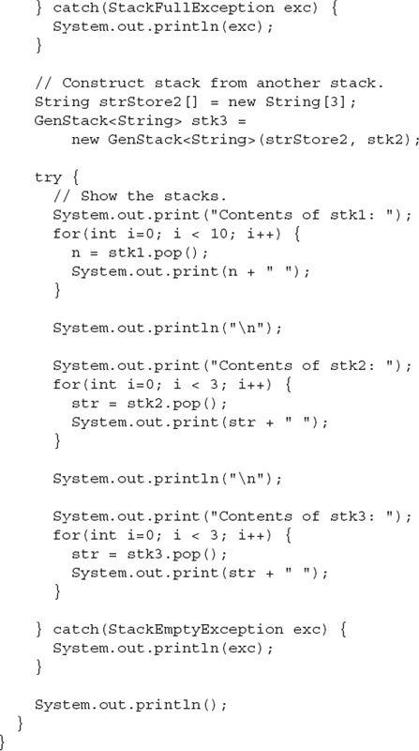 } catch(StackFullException exc) {
      System.out.println(exc);
    }

    // Construct stack from another stack.
    String strStore2[] = new String[3];
    GenStack<String> stk3 =
        new GenStack<String>(strStore2, stk2);

    try {
      // Show the stacks.
      System.out.print("Contents of stk1: ");
      for(int i=0; i < 10; i++) {
        n = stk1.pop();
        System.out.print(n + " ");
      }

      System.out.println("\n");

      System.out.print("Contents of stk2: ");
      for(int i=0; i < 3; i++) {
        str = stk2.pop();
        System.out.print(str + " ");
      }

      System.out.println("\n");

      System.out.print("Contents of stk3: ");
      for(int i=0; i < 3; i++) {
        str = stk3.pop();
        System.out.print(str + " ");
      }

    } catch(StackEmptyException exc) {
      System.out.println(exc);
    }

    System.out.println();
  }
}